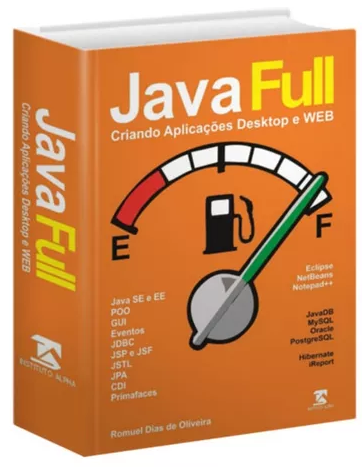 Java Full
Criando Aplicações Desktop e WEB
INSTITUTO ALPHA
Java Full
Criando Aplicações Desktop e WEB
E
F
Eclipse
NetBeans
Notepad++
Java SE e EE
POO
GUI
Eventos
JDBC
JSP e JSF
JSTL
JPA
CDI
Primafaces
JavaDB
MySQL
Oracle
PostgreSQL
Hibernate
iReport
Romuel Dias de Oliveira
INSTITUTO ALPHA